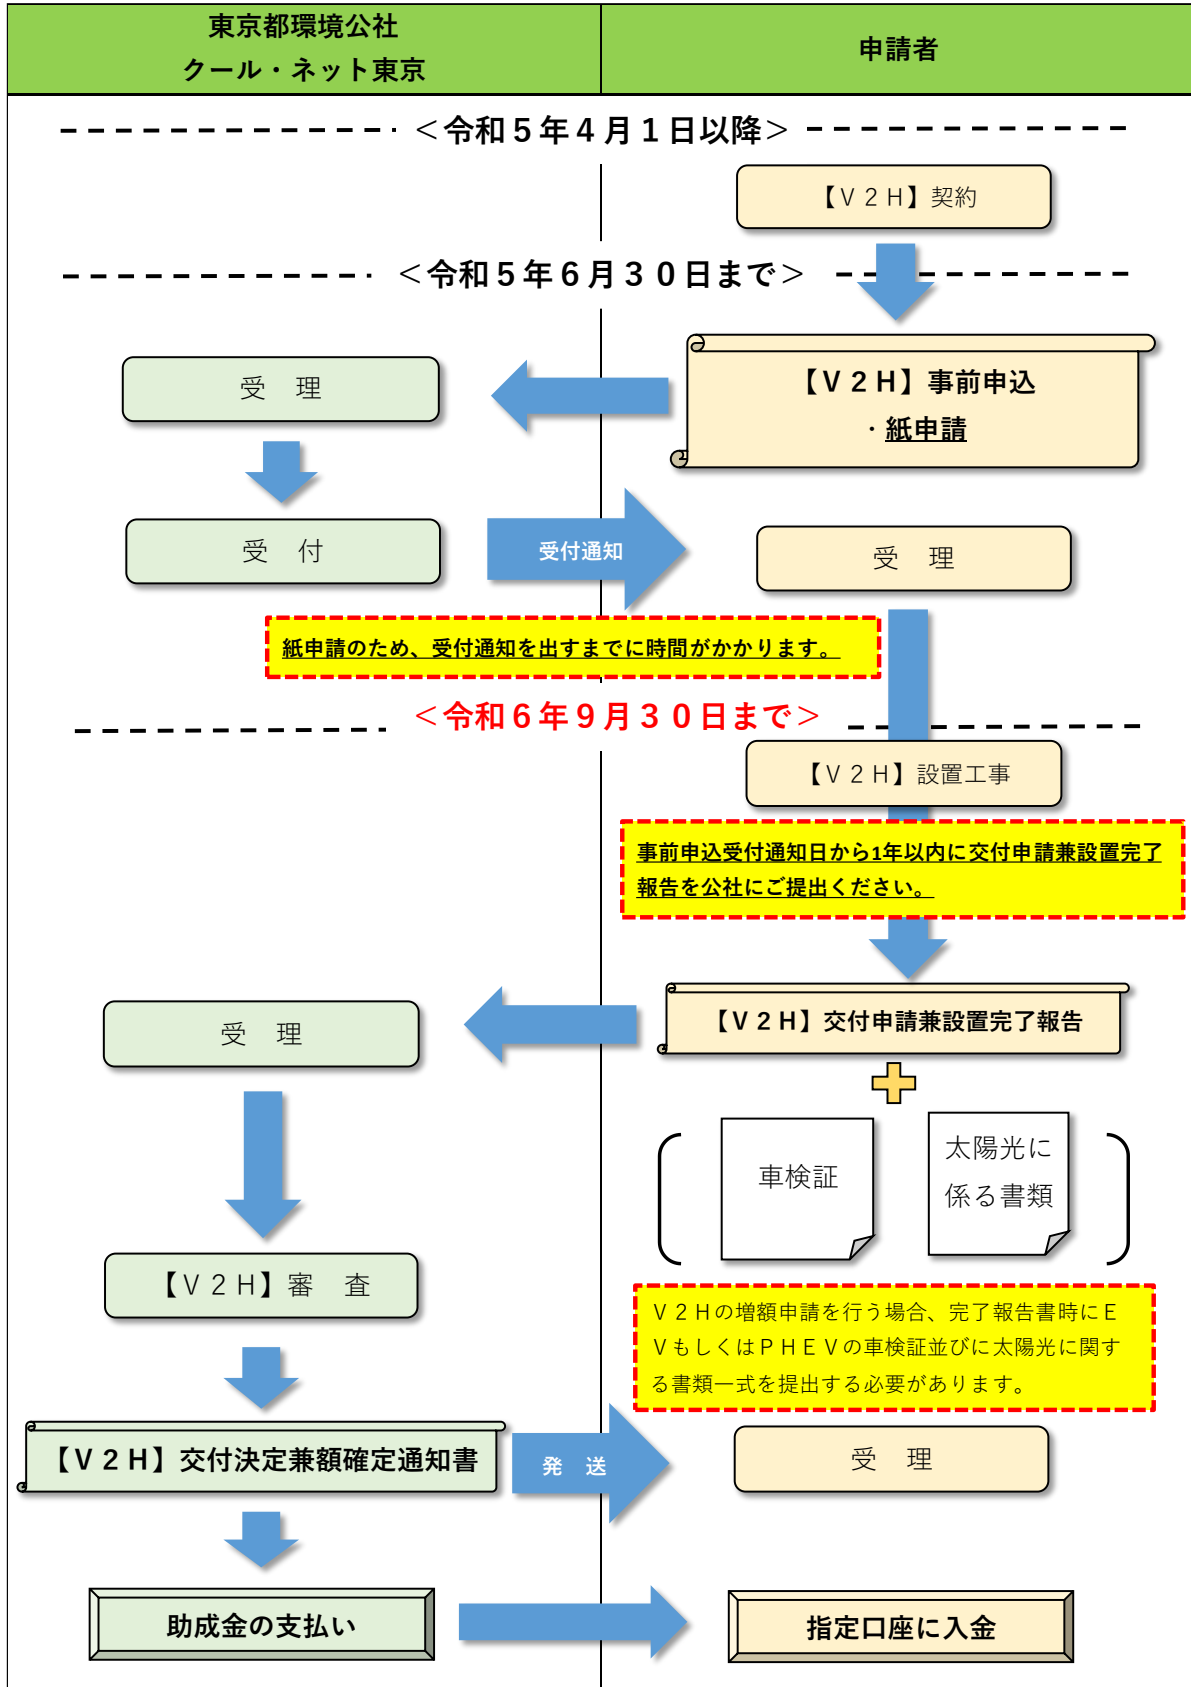 東京都環境公社
クール・ネット東京
申請者
＜令和５年４月１日以降＞
【Ｖ２Ｈ】契約
＜令和５年６月３０日まで＞
【Ｖ２Ｈ】事前申込
・紙申請
受　理
受　付
受付通知
受　理
紙申請のため、受付通知を出すまでに時間がかかります。
＜令和６年９月３０日まで＞
【Ｖ２Ｈ】設置工事
事前申込受付通知日から1年以内に交付申請兼設置完了
報告を公社にご提出ください。
【Ｖ２Ｈ】交付申請兼設置完了報告
受　理
車検証
太陽光に
係る書類
【Ｖ２Ｈ】審　査
Ｖ２Ｈの増額申請を行う場合、完了報告書時にＥ
ＶもしくはＰＨＥＶの車検証並びに太陽光に関す
る書類一式を提出する必要があります。
【Ｖ２Ｈ】交付決定兼額確定通知書
発　送
受　理
助成金の支払い
指定口座に入金